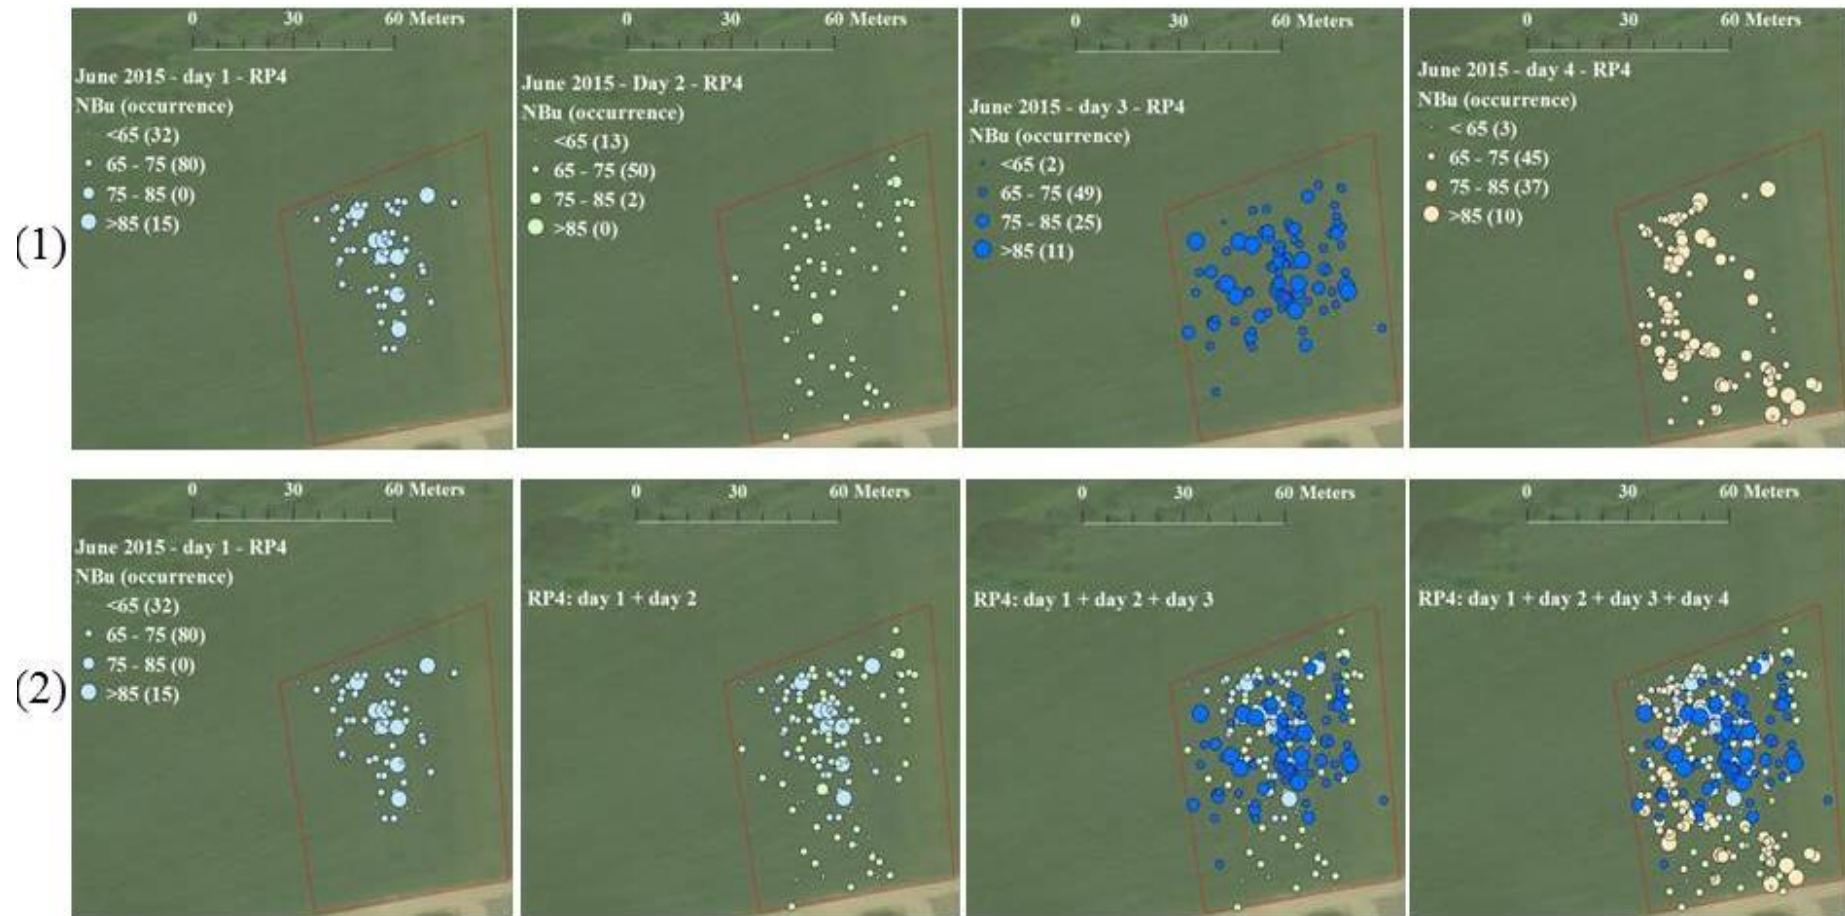 (1)
0 30 60 Meters
June 2015 - day 1 - RP4
NBu (occurrence)
<65 (32)
65 - 75 (80)
75 - 85 (0)
>85 (15)
0 30 60 Meters
June 2015 - Day 2 - RP4
NBu (occurrence)
<65 (13)
65 - 75 (50)
75 - 85 (2)
>85 (0)
0 30 60 Meters
June 2015 - day 3 - RP4
NBu (occurrence)
<65 (2)
65 - 75 (49)
75 - 85 (25)
>85 (11)
0 30 60 Meters
June 2015 - day 4 - RP4
NBu (occurrence)
< 65 (3)
65 - 75 (45)
75 - 85 (37)
>85 (10)
(2)
0 30 60 Meters
June 2015 - day 1 - RP4
NBu (occurrence)
<65 (32)
65 - 75 (80)
75 - 85 (0)
>85 (15)
0 30 60 Meters
RP4: day 1 + day 2
0 30 60 Meters
RP4: day 1 + day 2 + day 3
0 30 60 Meters
RP4: day 1 + day 2 + day 3 + day 4